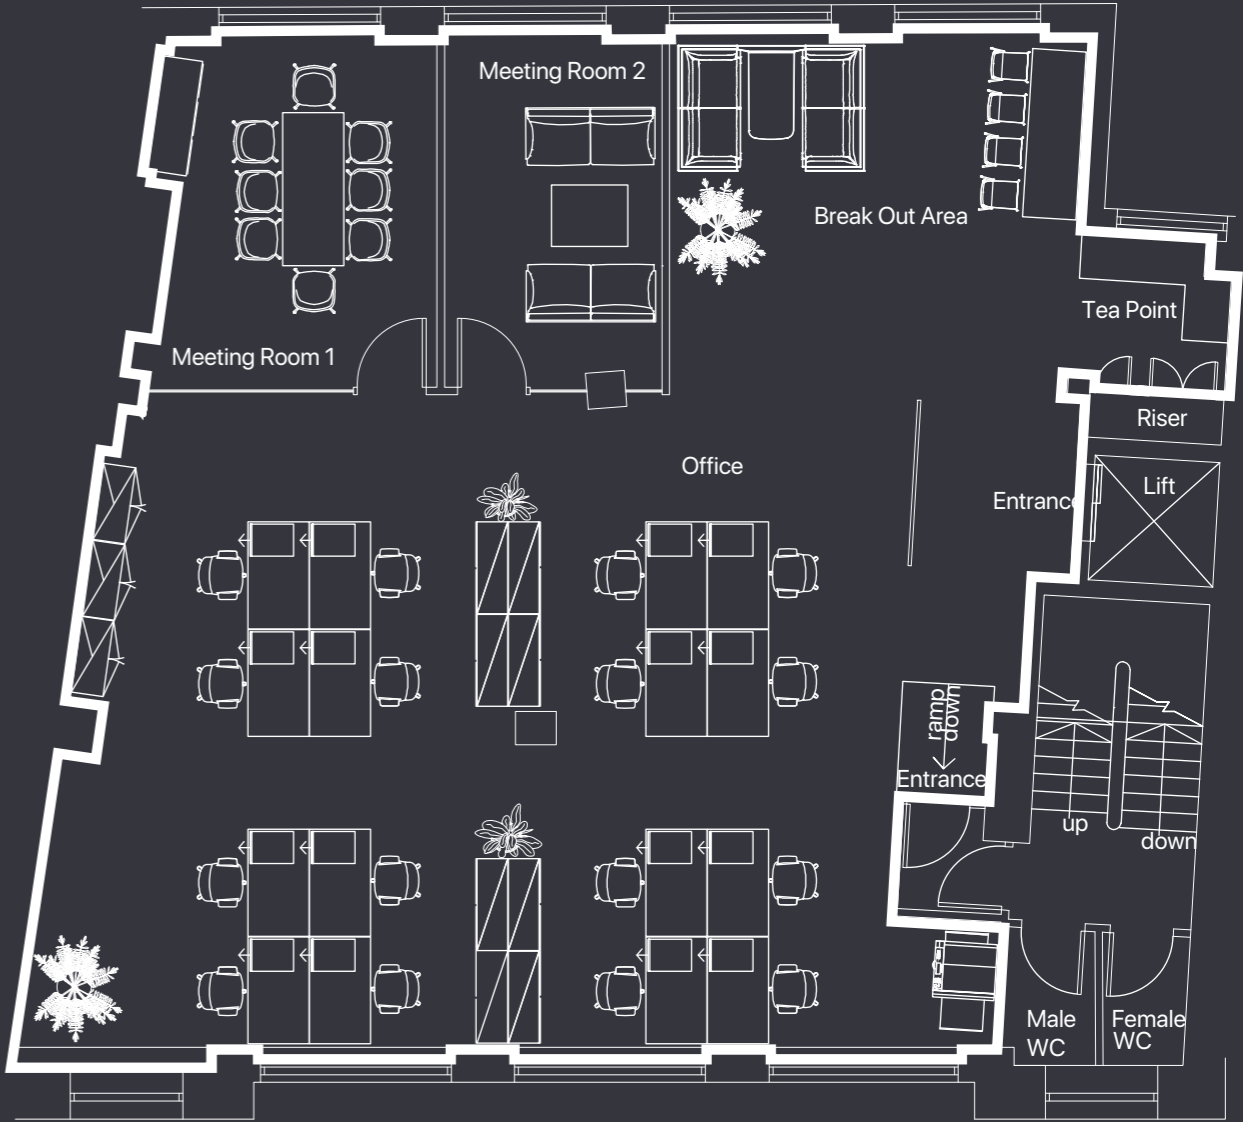 Meeting Room 2
Break Out Area
Tea Point
Meeting Room 1
Riser
Office
Lift
Entrance
ramp
down
Entrance
up
down
Male
WC
Female
WC